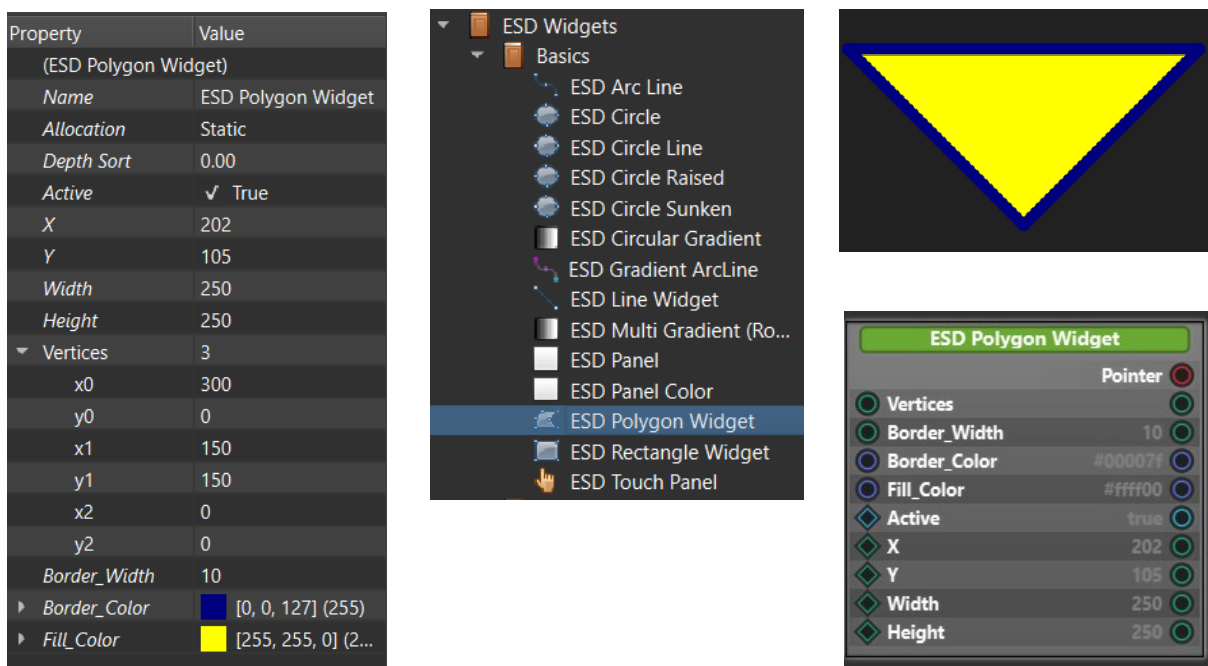 Property Value
(ESD Polygon Widget)
Name ESD Polygon Widget
Allocation Static
Depth Sort 0.00
Active ✓ True
X 202
Y 105
Width 250
Height 250
Vertices 3
x0 300
y0 0
x1 150
y1 150
x2 0
y2 0
Border_Width 10
Border_Color [0, 0, 127] (255)
Fill_Color [255, 255, 0] (2...
ESD Widgets
Basics
ESD Arc Line
ESD Circle
ESD Circle Line
ESD Circle Raised
ESD Circle Sunken
ESD Circular Gradient
ESD Gradient ArcLine
ESD Line Widget
ESD Multi Gradient (Ro...
ESD Panel
ESD Panel Color
ESD Polygon Widget
ESD Rectangle Widget
ESD Touch Panel
ESD Polygon Widget
Pointer
Vertices
Border_Width 10
Border_Color #00007f
Fill_Color #ffff00
Active true
X 202
Y 105
Width 250
Height 250